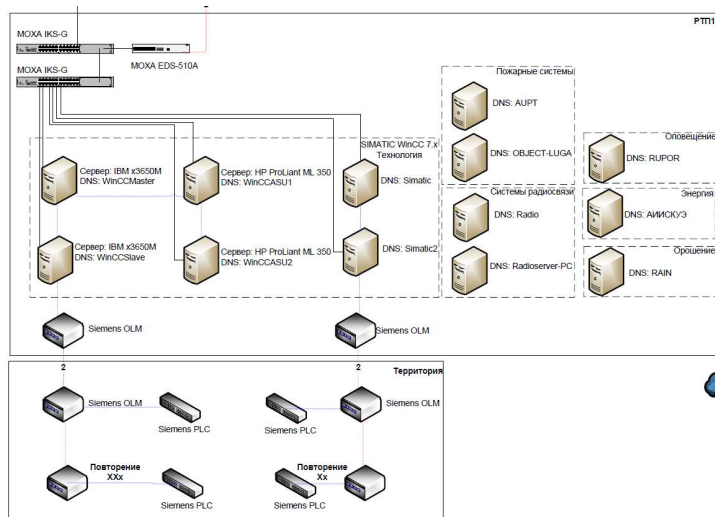 РТП1
MOXA IKS-G
MOXA EDS-510A
MOXA IKS-G
Пожарные системы
DNS: AUPT
DNS: OBJECT-LUGA
SIMATIC WinCC 7.x
Технология
Оповещение
DNS: RUPOR
Сервер: IBM x3650M
DNS: WinCCMaster
Сервер: HP ProLiant ML 350
DNS: WinCCASU1
DNS: Simatic
Системы радиосвязи
DNS: Radio
Энергия
DNS: АИИСКУЭ
Сервер: IBM x3650M
DNS: WinCCSlave
Сервер: HP ProLiant ML 350
DNS: WinCCASU2
DNS: Simatic2
DNS: Radioserver-PC
Орошение
DNS: RAIN
Siemens OLM
Siemens OLM
2
2
Территория
Siemens OLM
Siemens PLC
Siemens PLC
Siemens OLM
Повторение
XXx
Siemens PLC
Повторение
Xx
Siemens PLC